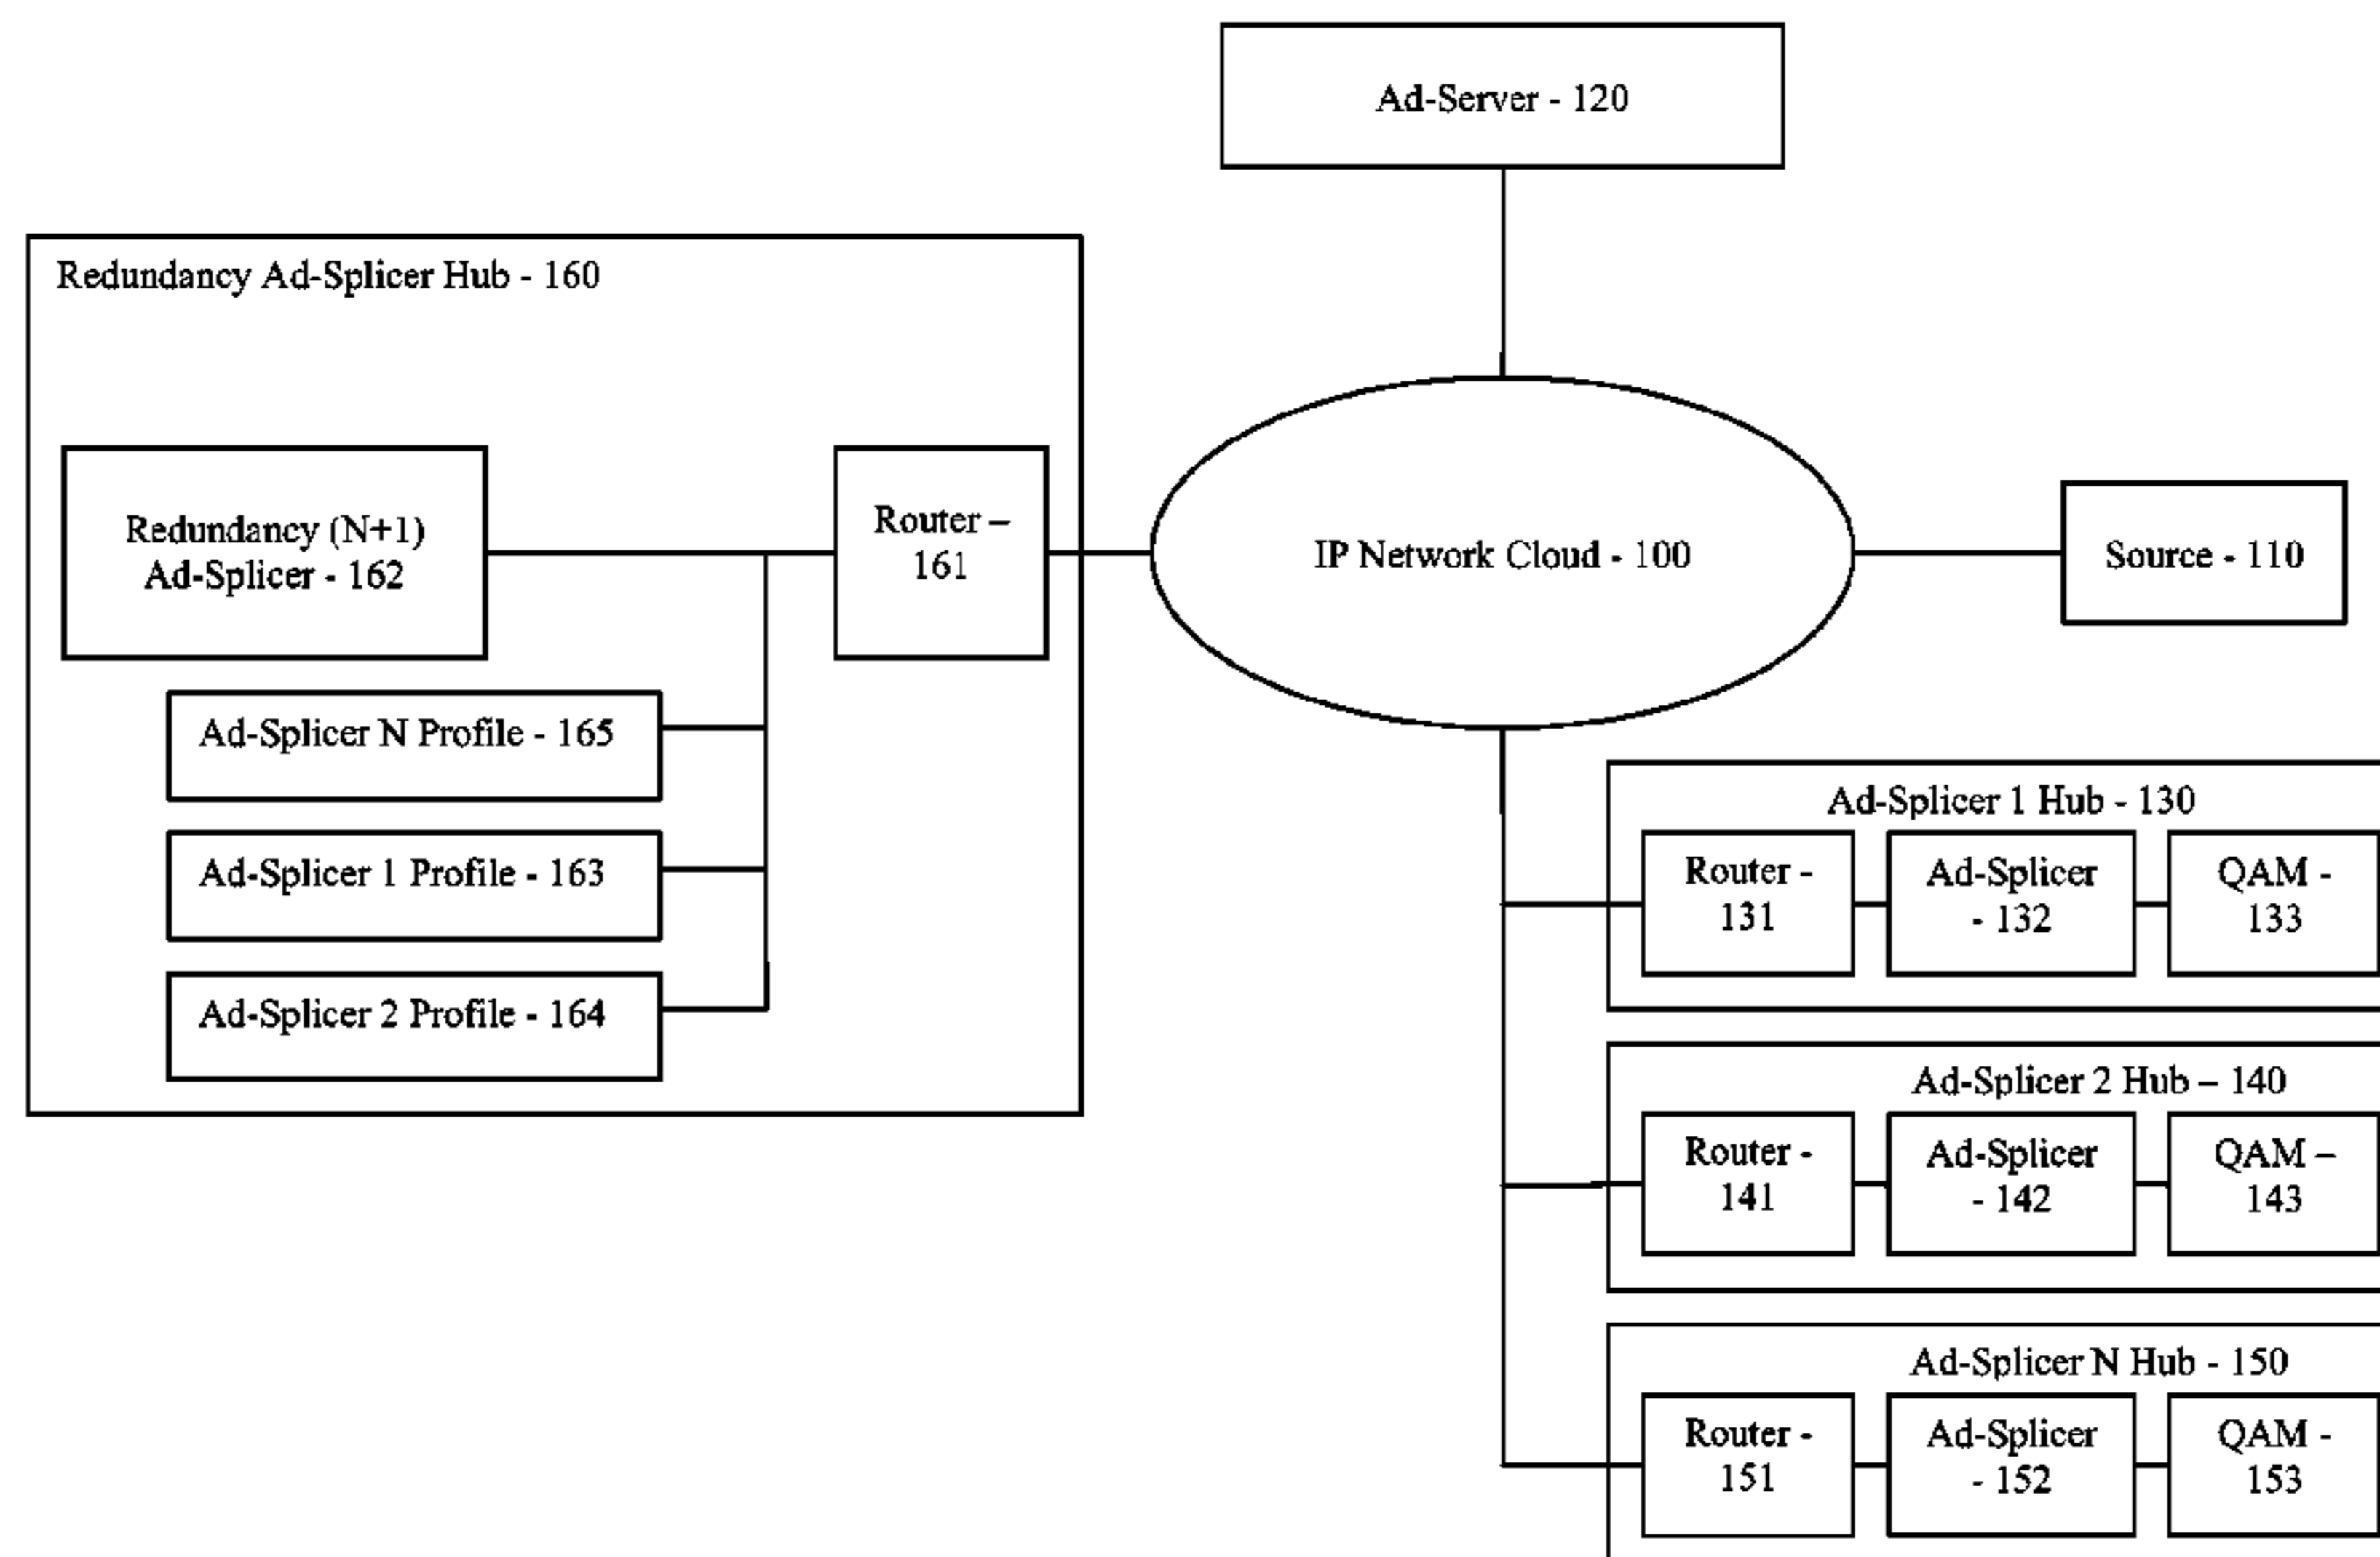 Ad-Server - 120
Redundancy Ad-Splicer Hub - 160
Redundancy (N+1)
Ad-Splicer - 162
Router –
161
IP Network Cloud - 100
Source - 110
Ad-Splicer N Profile - 165
Ad-Splicer 1 Profile - 163
Ad-Splicer 2 Profile - 164
Ad-Splicer 1 Hub - 130
Router -
131
Ad-Splicer
- 132
QAM -
133
Ad-Splicer 2 Hub – 140
Router -
141
Ad-Splicer
- 142
QAM –
143
Ad-Splicer N Hub - 150
Router -
151
Ad-Splicer
- 152
QAM -
153